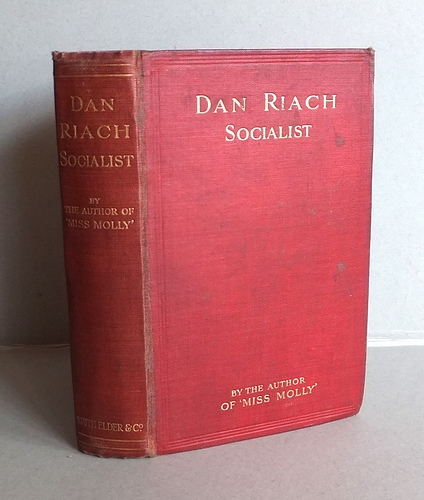 DAN
RIACH
SOCIALIST
BY
THE AUTHOR OF
'MISS MOLLY'
SMITH ELDER & CO
DAN RIACH
SOCIALIST
BY THE AUTHOR
OF 'MISS MOLLY'